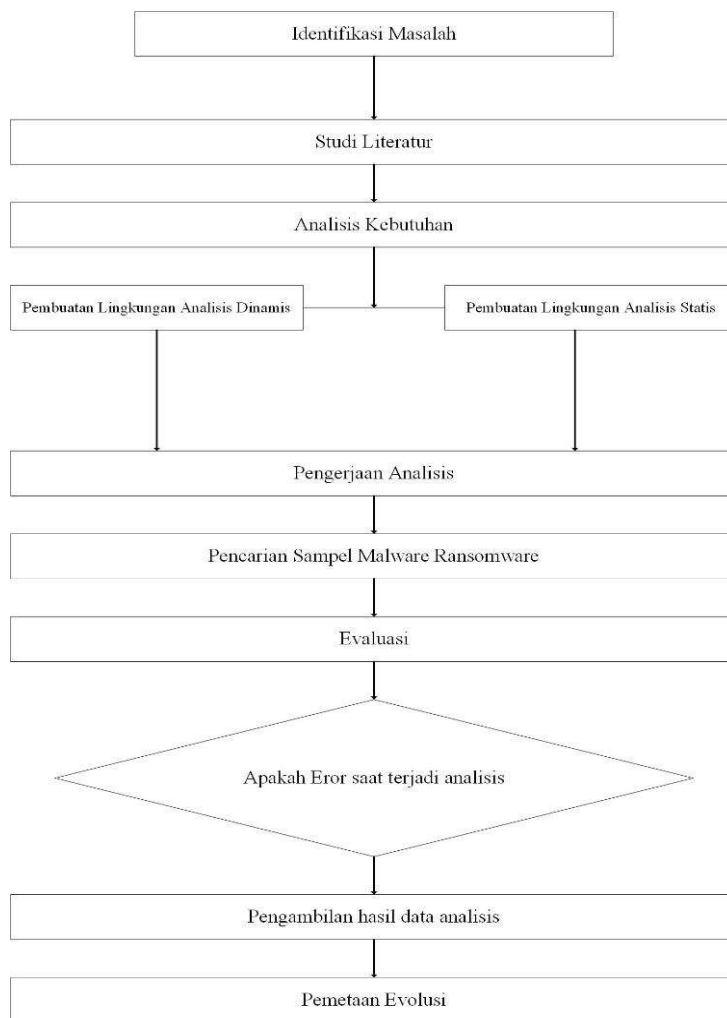 Identifikasi Masalah
Studi Literatur
Analisis Kebutuhan
Pembuatan Lingkungan Analisis Dinamis
Pembuatan Lingkungan Analisis Statis
Pengerjaan Analisis
Pencarian Sampel Malware Ransomware
Evaluasi
Apakah Eror saat terjadi analisis
Pengambilan hasil data analisis
Pemetaan Evolusi